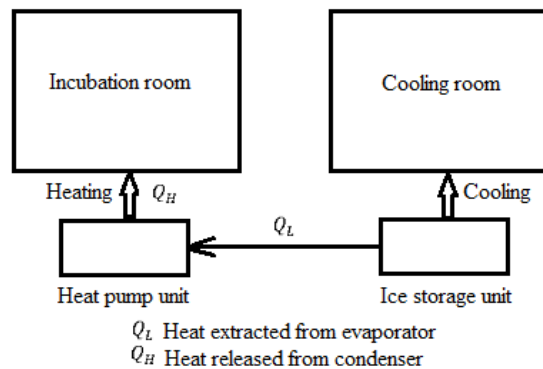 Incubation room
Cooling room
Heating
Q_H
Cooling
Q_L
Heat pump unit
Ice storage unit
Q_L Heat extracted from evaporator
Q_H Heat released from condenser